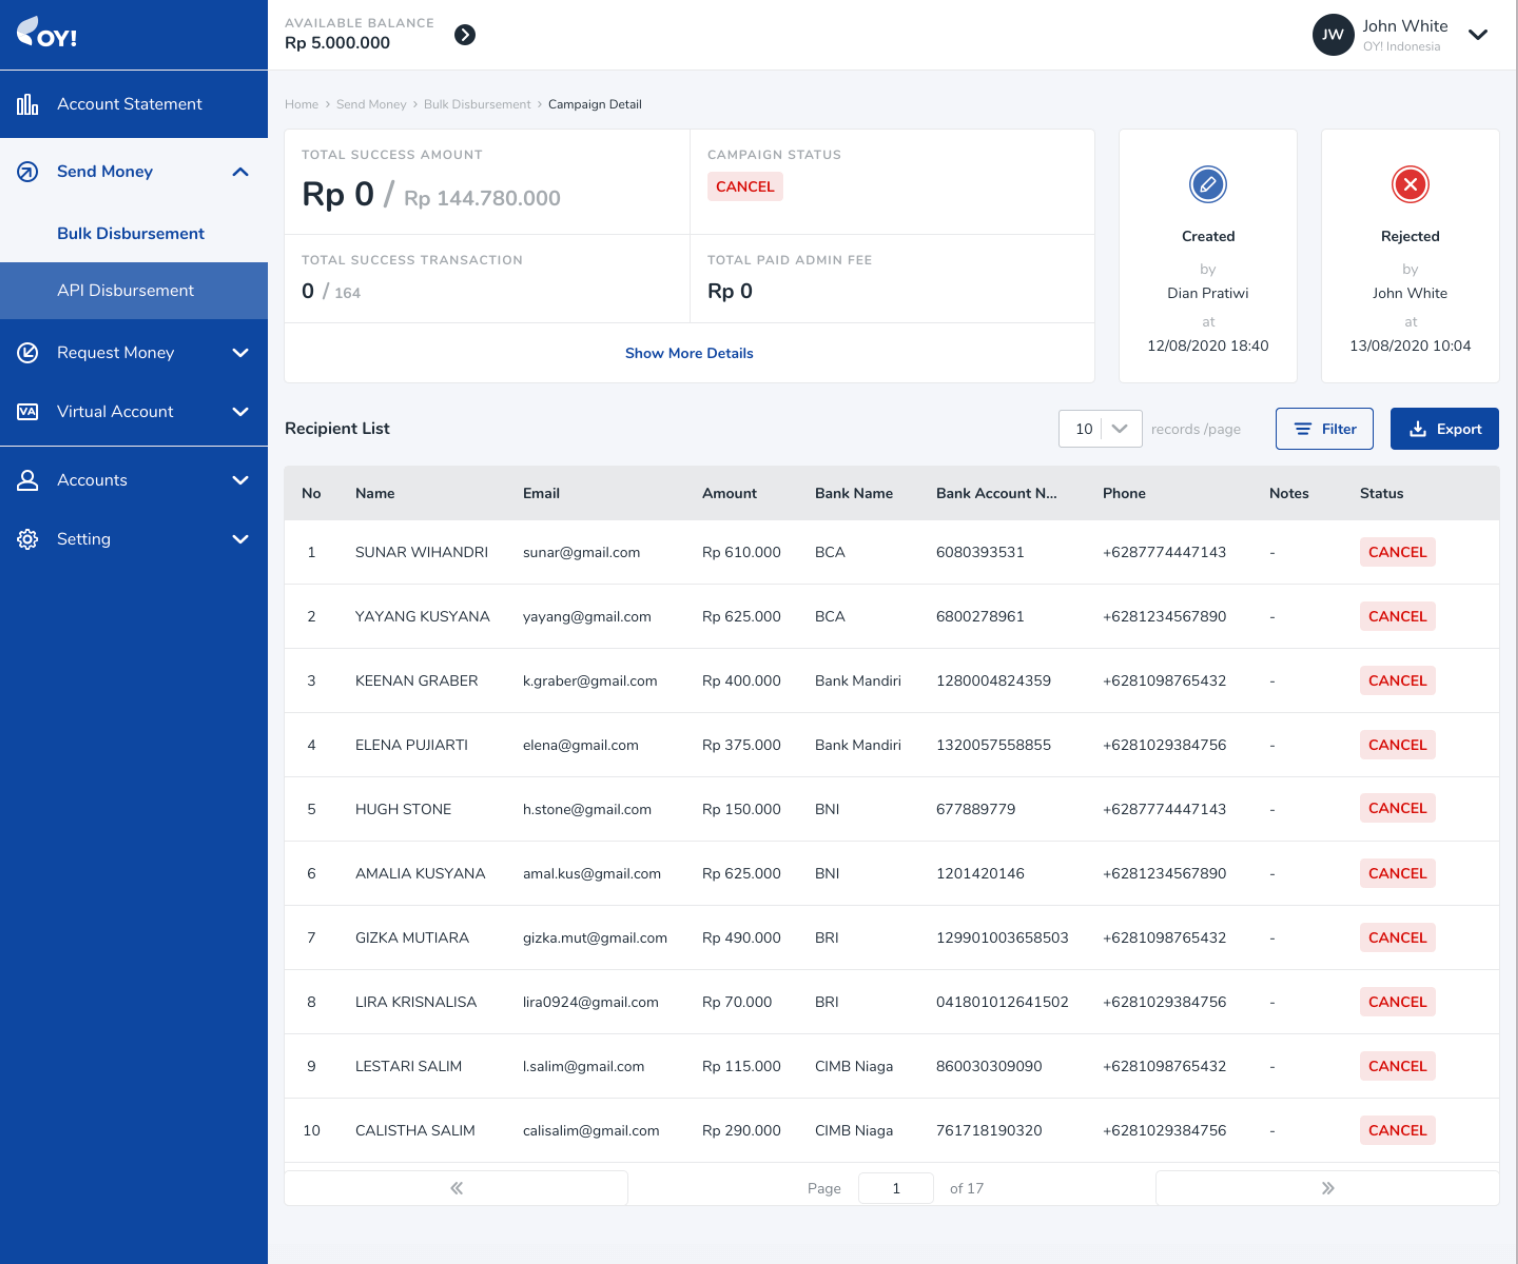 OY!
AVAILABLE BALANCE
Rp 5.000.000
JW
John White
OY! Indonesia
Account Statement
Send Money
Bulk Disbursement
API Disbursement
Request Money
VA Virtual Account
Accounts
Setting
Home > Send Money > Bulk Disbursement > Campaign Detail
TOTAL SUCCESS AMOUNT
Rp 0 / Rp 144.780.000
CAMPAIGN STATUS
CANCEL
TOTAL SUCCESS TRANSACTION
0 / 164
TOTAL PAID ADMIN FEE
Rp 0
Show More Details
Created
by
Dian Pratiwi
at
12/08/2020 18:40
Rejected
by
John White
at
13/08/2020 10:04
Recipient List
10 records /page
Filter
Export
No Name Email Amount Bank Name Bank Account N... Phone Notes Status
1 SUNAR WIHANDRI sunar@gmail.com Rp 610.000 BCA 6080393531 +6287774447143 - CANCEL
2 YAYANG KUSYANA yayang@gmail.com Rp 625.000 BCA 6800278961 +6281234567890 - CANCEL
3 KEENAN GRABER k.graber@gmail.com Rp 400.000 Bank Mandiri 1280004824359 +6281098765432 - CANCEL
4 ELENA PUJIARTI elena@gmail.com Rp 375.000 Bank Mandiri 1320057558855 +6281029384756 - CANCEL
5 HUGH STONE h.stone@gmail.com Rp 150.000 BNI 677889779 +6287774447143 - CANCEL
6 AMALIA KUSYANA amal.kus@gmail.com Rp 625.000 BNI 1201420146 +6281234567890 - CANCEL
7 GIZKA MUTIARA gizka.mut@gmail.com Rp 490.000 BRI 129901003658503 +6281098765432 - CANCEL
8 LIRA KRISNALISA lira0924@gmail.com Rp 70.000 BRI 041801012641502 +6281029384756 - CANCEL
9 LESTARI SALIM l.salim@gmail.com Rp 115.000 CIMB Niaga 860030309090 +6281098765432 - CANCEL
10 CALISTHA SALIM calisalim@gmail.com Rp 290.000 CIMB Niaga 761718190320 +6281029384756 - CANCEL
« Page 1 of 17 »